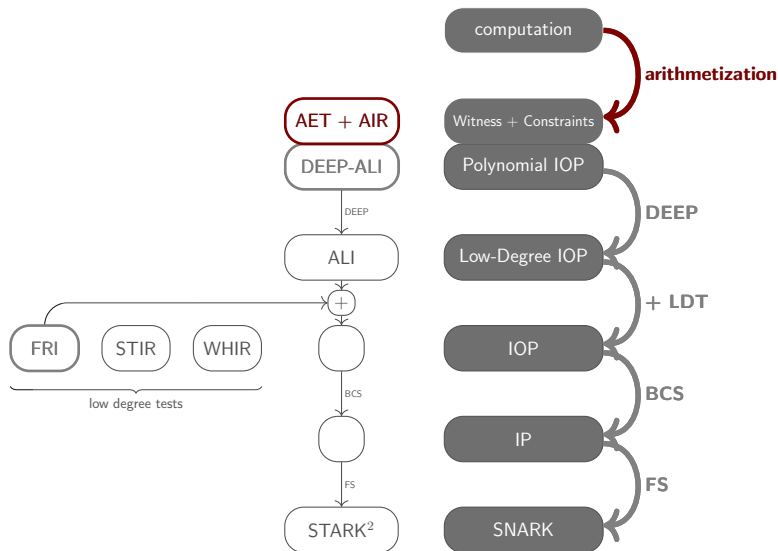 computation
arithmetization
AET + AIR
Witness + Constraints
DEEP-ALI
Polynomial IOP
DEEP
DEEP
ALI
Low-Degree IOP
+
+ LDT
FRI
STIR
WHIR
IOP
low degree tests
BCS
BCS
IP
FS
FS
STARK²
SNARK